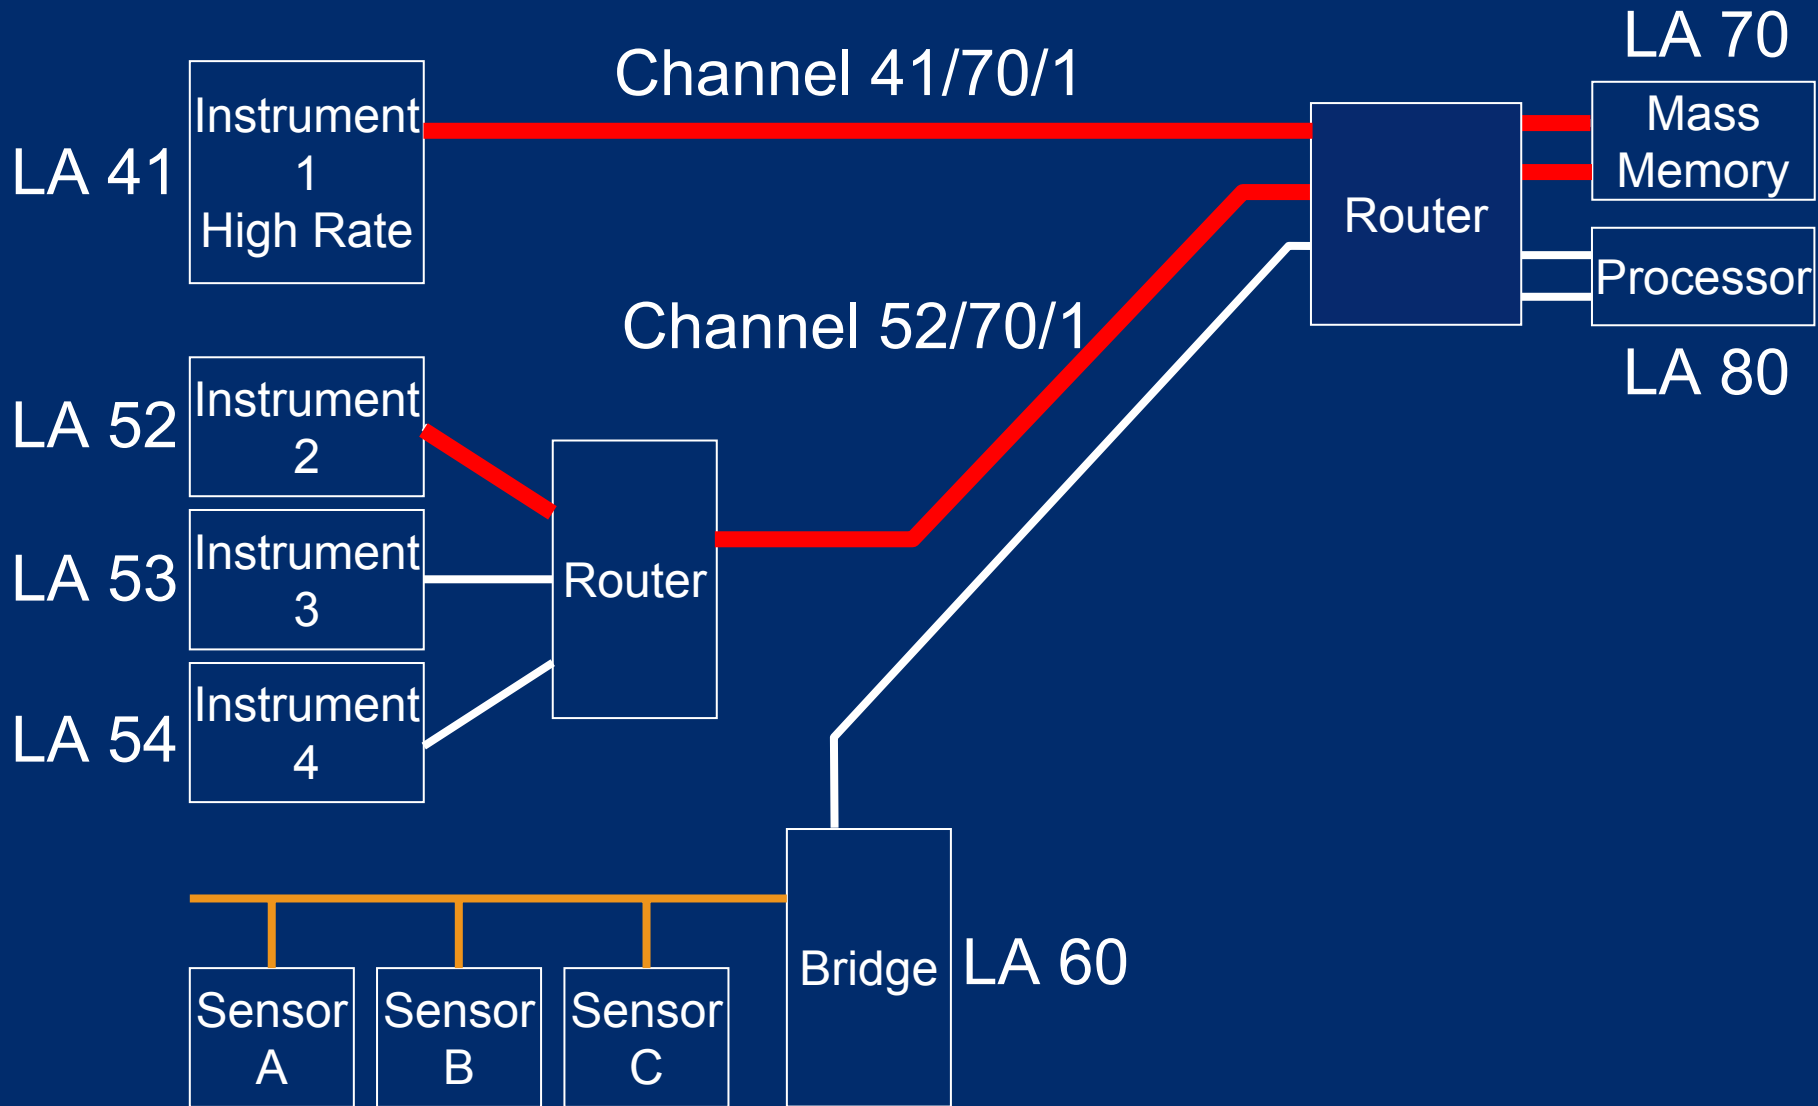 LA 70
Channel 41/70/1
Instrument
1
High Rate
LA 41
Mass
Memory
Router
Processor
Channel 52/70/1
LA 80
LA 52
Instrument
2
LA 53
Instrument
3
Router
LA 54
Instrument
4
Bridge
LA 60
Sensor
A
Sensor
B
Sensor
C